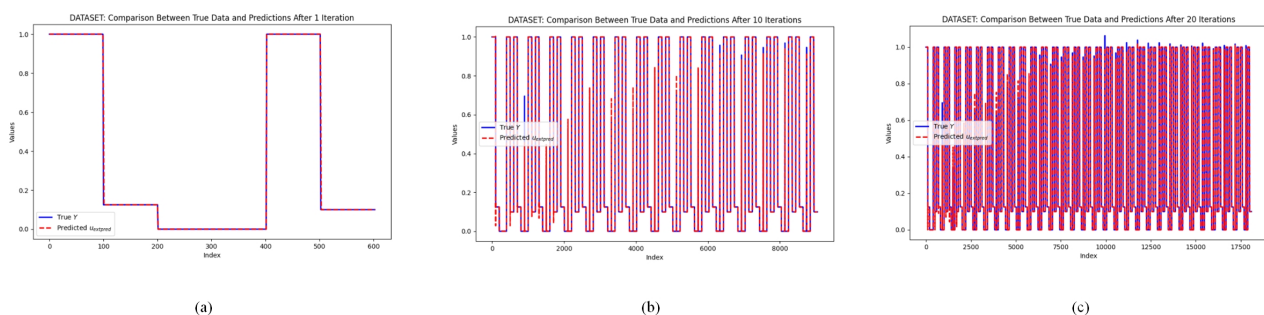 DATASET: Comparison Between True Data and Predictions After 1 Iteration
1.0
0.8
0.6
0.4
0.2
0.0
Values
True Y
Predicted u_extpred
0
100
200
300
400
500
600
Index
(a)
DATASET: Comparison Between True Data and Predictions After 10 Iterations
1.0
0.8
0.6
0.4
0.2
0.0
Values
True Y
Predicted u_extpred
0
2000
4000
6000
8000
Index
(b)
DATASET: Comparison Between True Data and Predictions After 20 Iterations
1.0
0.8
0.6
0.4
0.2
0.0
Values
True Y
Predicted u_extpred
0
2500
5000
7500
10000
12500
15000
17500
Index
(c)